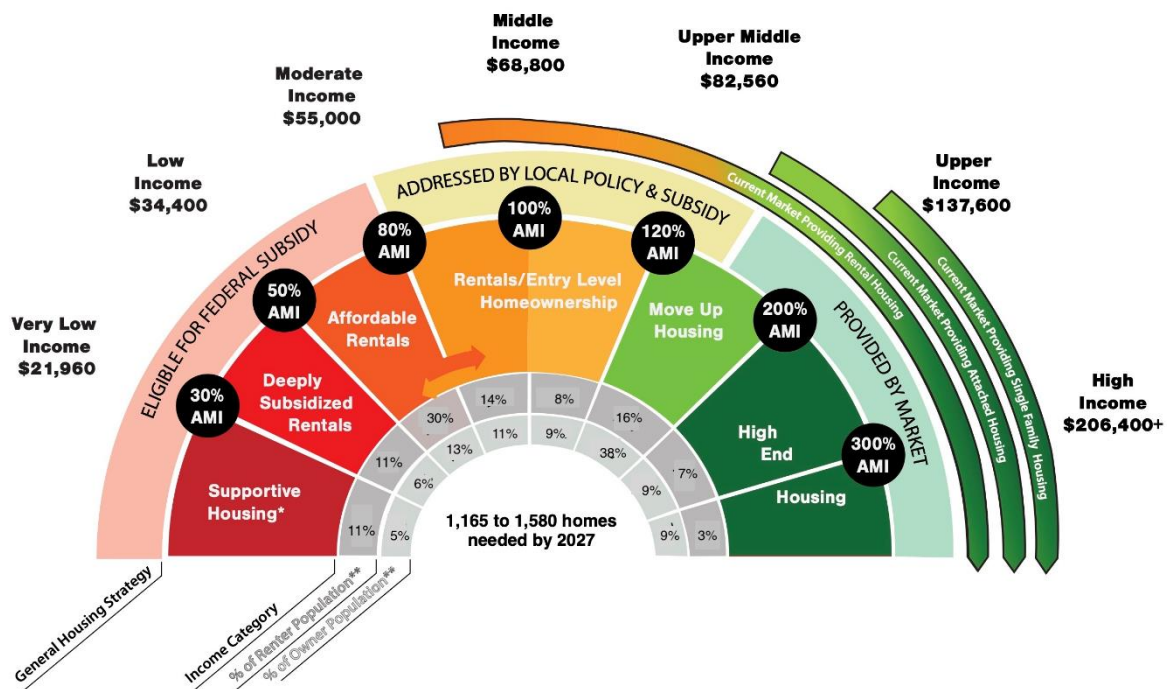 Middle
Income
$68,800
Upper Middle
Income
$82,560
Moderate
Income
$55,000
Low
Income
$34,400
Upper
Income
$137,600
Very Low
Income
$21,960
High
Income
$206,400+
ELIGIBLE FOR FEDERAL SUBSIDY
ADDRESSED BY LOCAL POLICY & SUBSIDY
PROVIDED BY MARKET
Current Market Providing Rental Housing
Current Market Providing Attached Housing
Current Market Providing Single Family Housing
30%
AMI
50%
AMI
80%
AMI
100%
AMI
120%
AMI
200%
AMI
300%
AMI
Supportive
Housing*
Deeply
Subsidized
Rentals
Affordable
Rentals
Rentals/Entry Level
Homeownership
Move Up
Housing
High
End
Housing
11%
11%
30%
14%
8%
16%
7%
3%
5%
6%
13%
11%
9%
38%
9%
9%
1,165 to 1,580 homes
needed by 2027
General Housing Strategy
Income Category
% of Renter Population**
% of Owner Population**